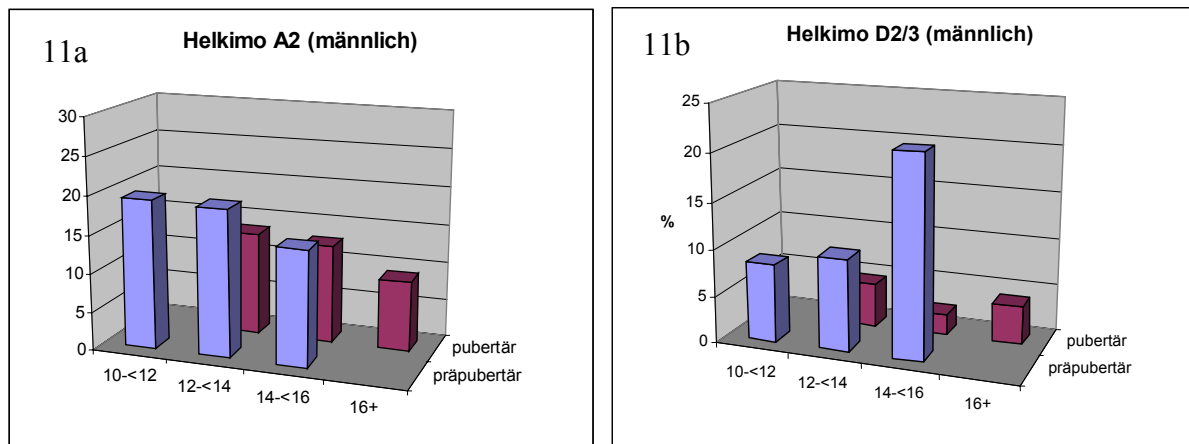 11a
Helkimo A2 (männlich)
30
25
20
15
10
5
0
10-<12
12-<14
14-<16
16+
pubertär
präpubertär
11b
Helkimo D2/3 (männlich)
25
20
15
10
5
0
%
10-<12
12-<14
14-<16
16+
pubertär
präpubertär